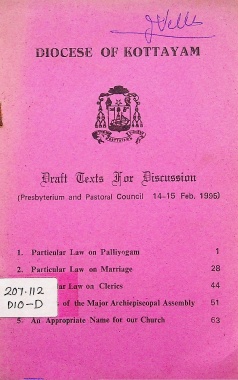 J Vells
DIOCESE OF KOTTAYAM
Draft Texts For Discussion
(Presbyterium and Pastoral Council 14-15 Feb. 1996)
1. Particular Law on Palliyogam 1
2. Particular Law on Marriage 28
Law on Clerics 44
of the Major Archiepiscopal Assembly 51
5. An Appropriate Name for our Church 63
207.112
DIO-D